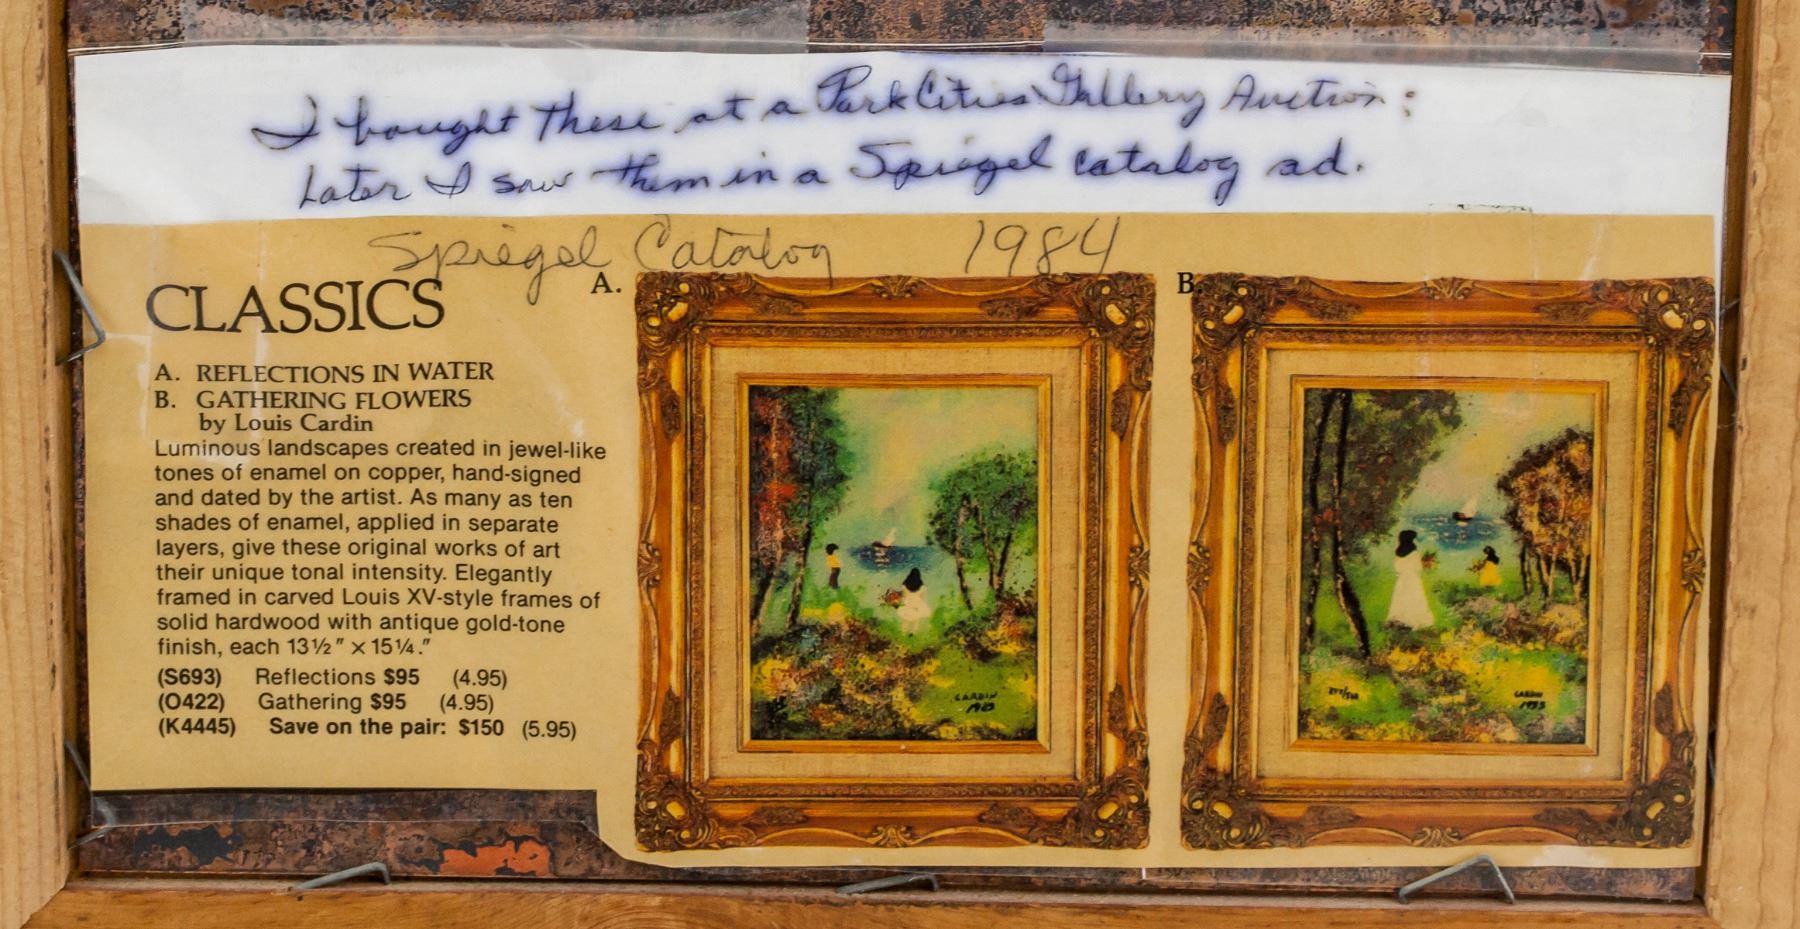 I bought these at a Park Cities Gallery Auction;
Later I saw them in a Spiegel catalog ad.
Spiegel Catalog 1984
CLASSICS
A. REFLECTIONS IN WATER
B. GATHERING FLOWERS
by Louis Cardin
Luminous landscapes created in jewel-like
tones of enamel on copper, hand-signed
and dated by the artist. As many as ten
shades of enamel, applied in separate
layers, give these original works of art
their unique tonal intensity. Elegantly
framed in carved Louis XV-style frames of
solid hardwood with antique gold-tone
finish, each 13½" × 15¼."
(S693) Reflections $95 (4.95)
(O422) Gathering $95 (4.95)
(K4445) Save on the pair: $150 (5.95)
A.
CARDIN
B.
CARDIN